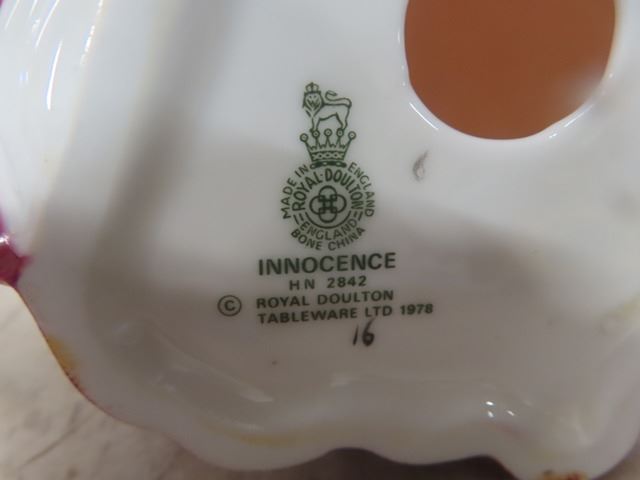 MADE IN ENGLAND
ROYAL·DOULTON
ENGLAND
BONE CHINA
INNOCENCE
HN 2842
© ROYAL DOULTON
TABLEWARE LTD 1978
16